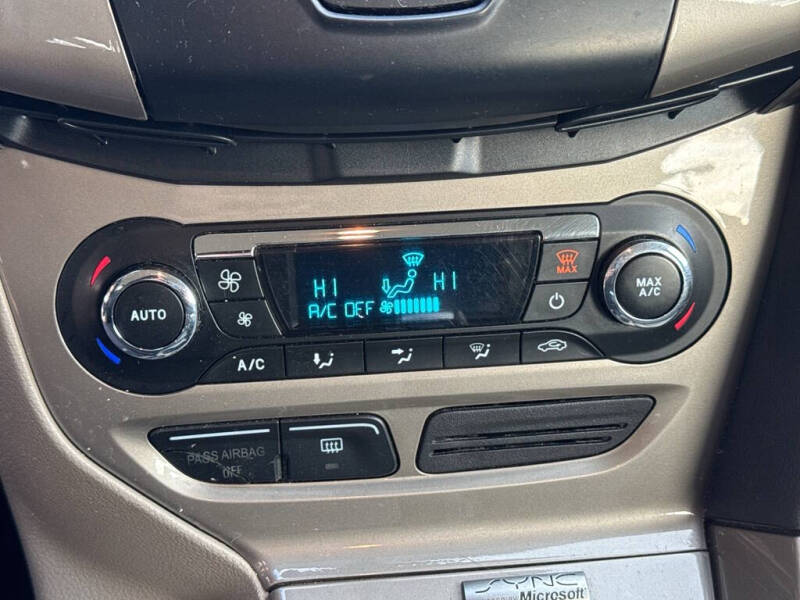 HI HI
A/C OFF
AUTO
MAX
MAX
A/C
A/C
PASS AIRBAG
OFF
SYNC
Microsoft